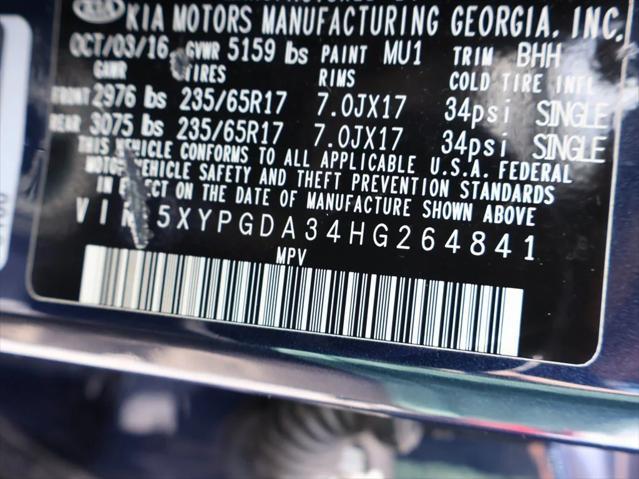 KIA KIA MOTORS MANUFACTURING GEORGIA, INC.
OCT/03/16 GVWR 5159 lbs PAINT MU1 TRIM BHH
GAWR TIRES RIMS COLD TIRE INFL
FRONT 2976 lbs 235/65R17 7.0JX17 34psi SINGLE
REAR 3075 lbs 235/65R17 7.0JX17 34psi SINGLE
THIS VEHICLE CONFORMS TO ALL APPLICABLE U.S.A. FEDERAL
MOTOR VEHICLE SAFETY AND THEFT PREVENTION STANDARDS
IN EFFECT ON THE DATE OF MANUFACTURE SHOWN ABOVE.
VIN 5XYPGDA34HG264841
MPV